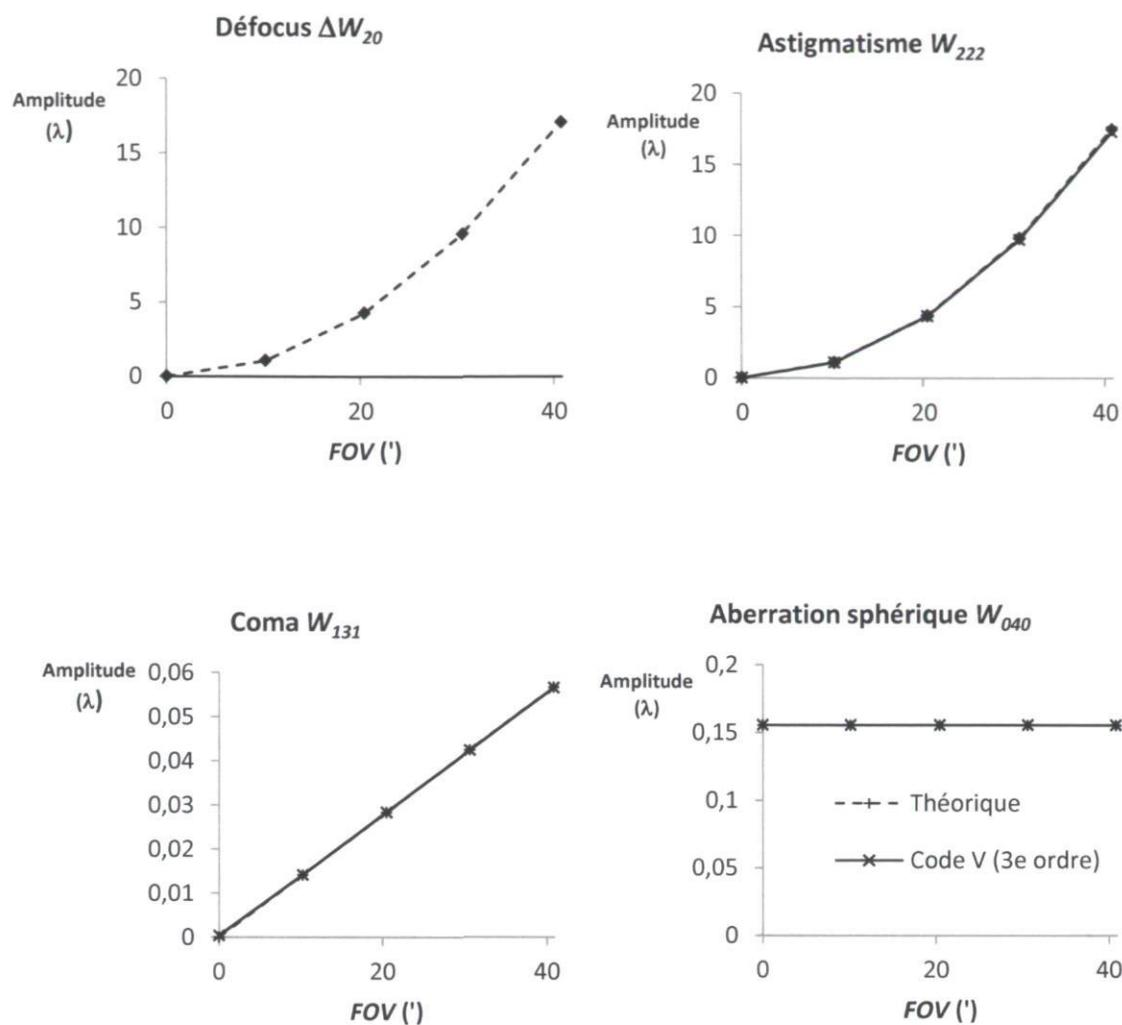 Défocus ΔW20
Amplitude
(λ)
20
15
10
5
0
0 20 40
FOV (')
Astigmatisme W222
Amplitude
(λ)
20
15
10
5
0
0 20 40
FOV (')
Coma W131
Amplitude
(λ)
0,06
0,05
0,04
0,03
0,02
0,01
0
0 20 40
FOV (')
Aberration sphérique W040
Amplitude
(λ)
0,2
0,15
0,1
0,05
0
Théorique
Code V (3e ordre)
0 20 40
FOV (')